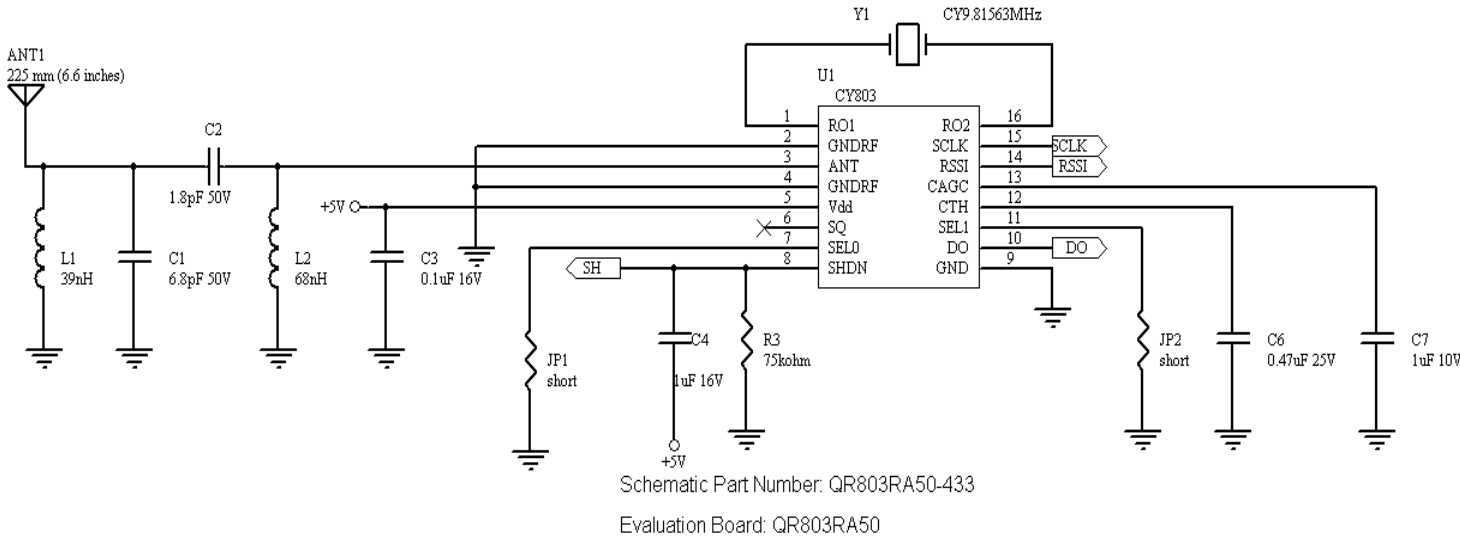 Y1 CY9.81563MHz
ANT1
225 mm (6.6 inches)
U1
CY803
C2
1.8pF 50V
1 RO1 RO2 16
2 GNDRF SCLK 15 SCLK
3 ANT RSSI 14 RSSI
4 GNDRF CAGC 13
+5V 5 Vdd CTH 12
6 SQ SEL1 11
7 SEL0 DO 10 DO
SH 8 SHDN GND 9
L1
39nH
C1
6.8pF 50V
L2
68nH
C3
0.1uF 16V
JP1
short
C4
1uF 16V
+5V
R3
75kohm
JP2
short
C6
0.47uF 25V
C7
1uF 10V
Schematic Part Number: QR803RA50-433
Evaluation Board: QR803RA50